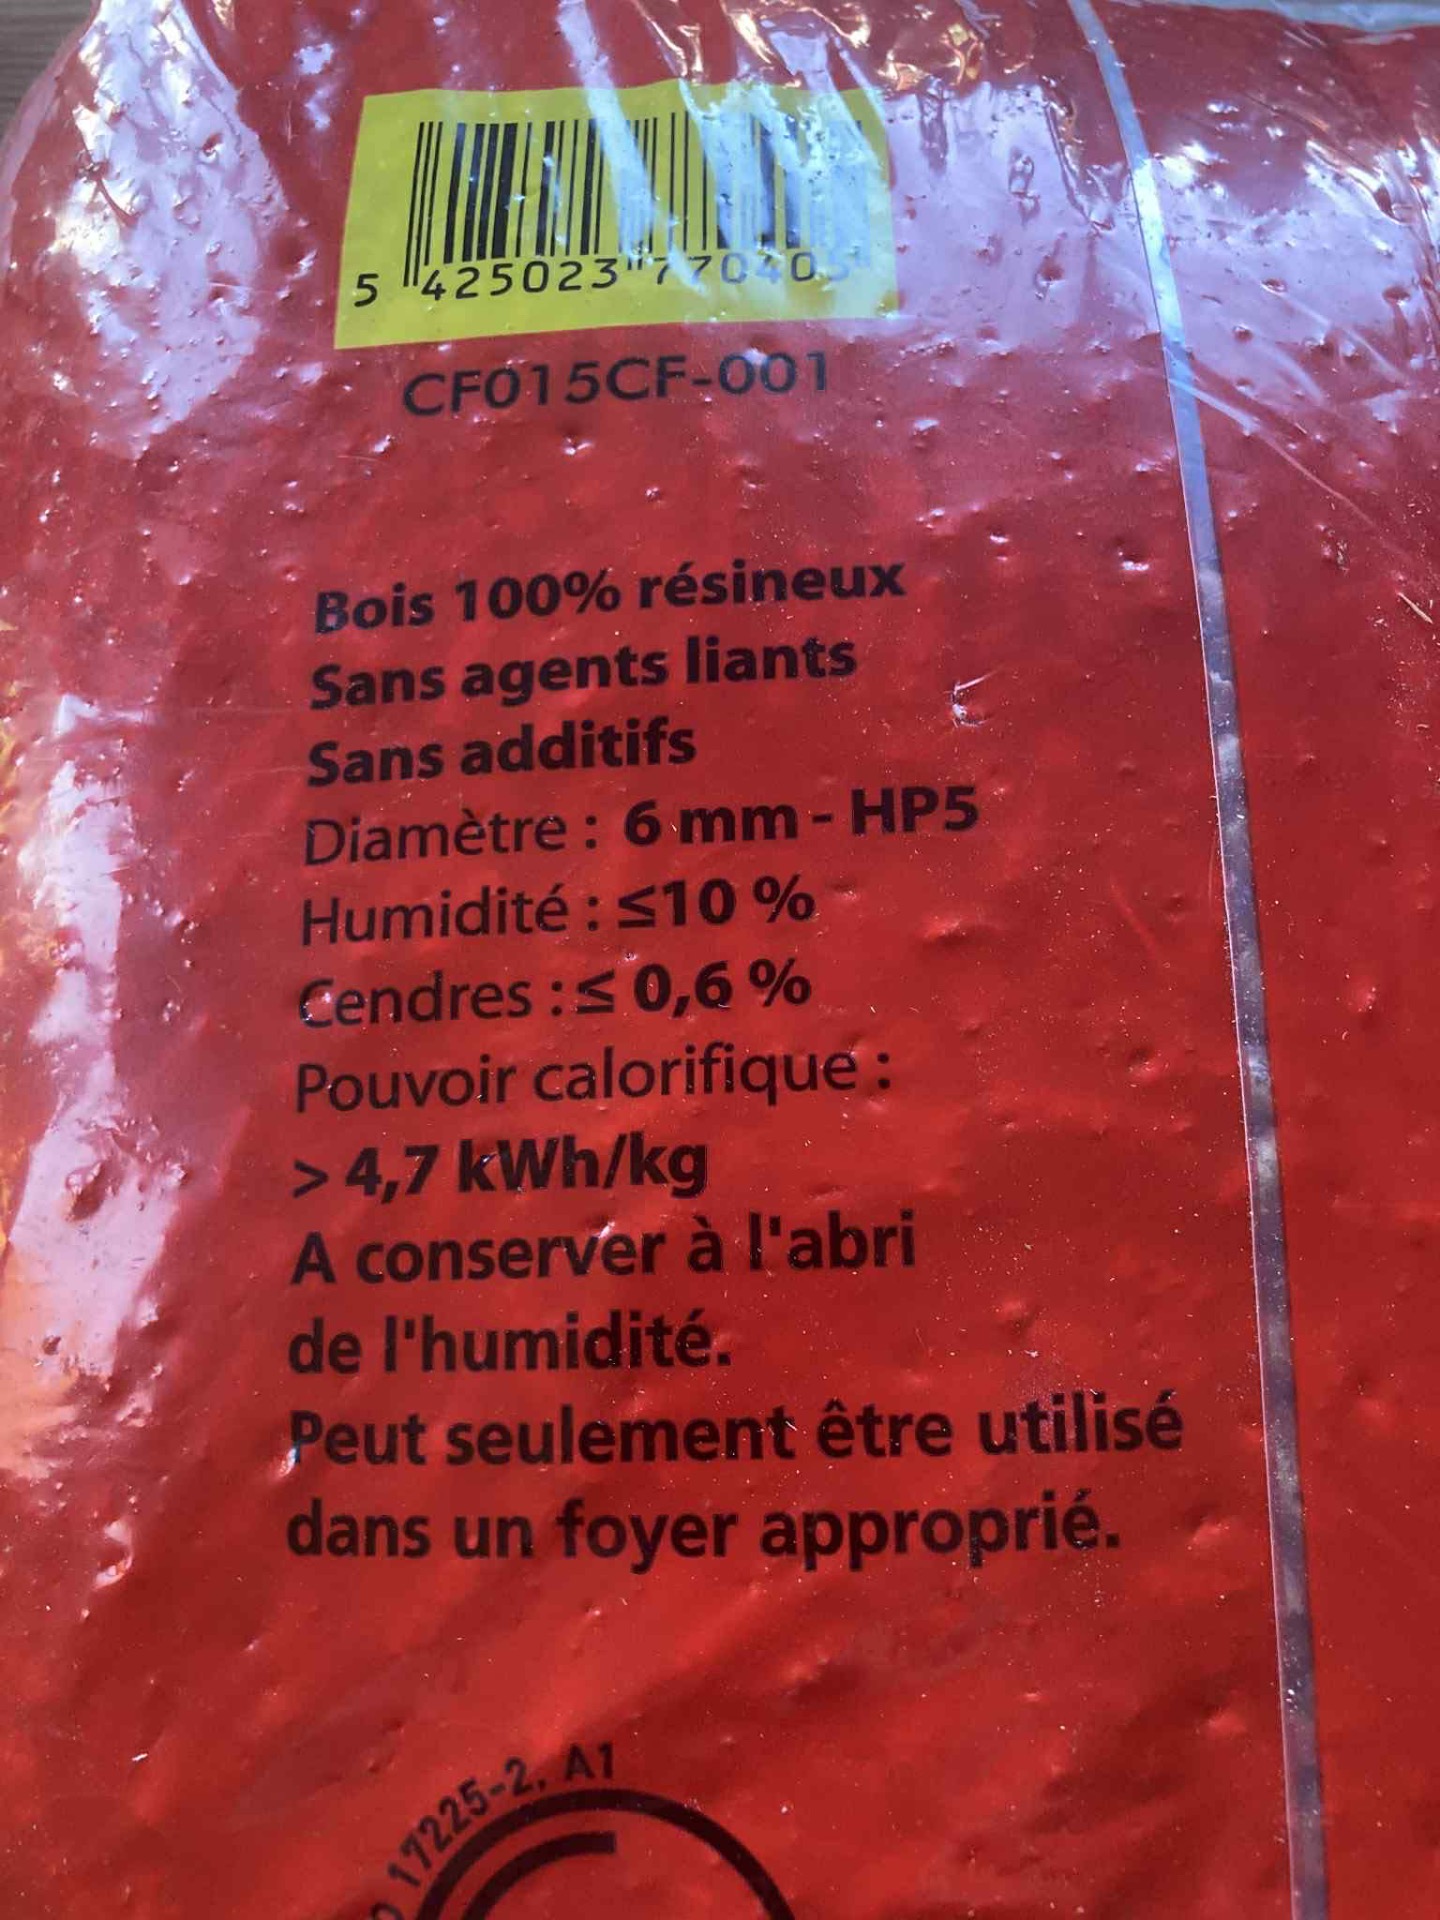 5 425023 770405
CF015CF-001
Bois 100% résineux
Sans agents liants
Sans additifs
Diamètre : 6 mm - HP5
Humidité : ≤10 %
Cendres :≤ 0,6 %
Pouvoir calorifique :
> 4,7 kWh/kg
A conserver à l'abri
de l'humidité.
Peut seulement être utilisé
dans un foyer approprié.
17225-2, A1